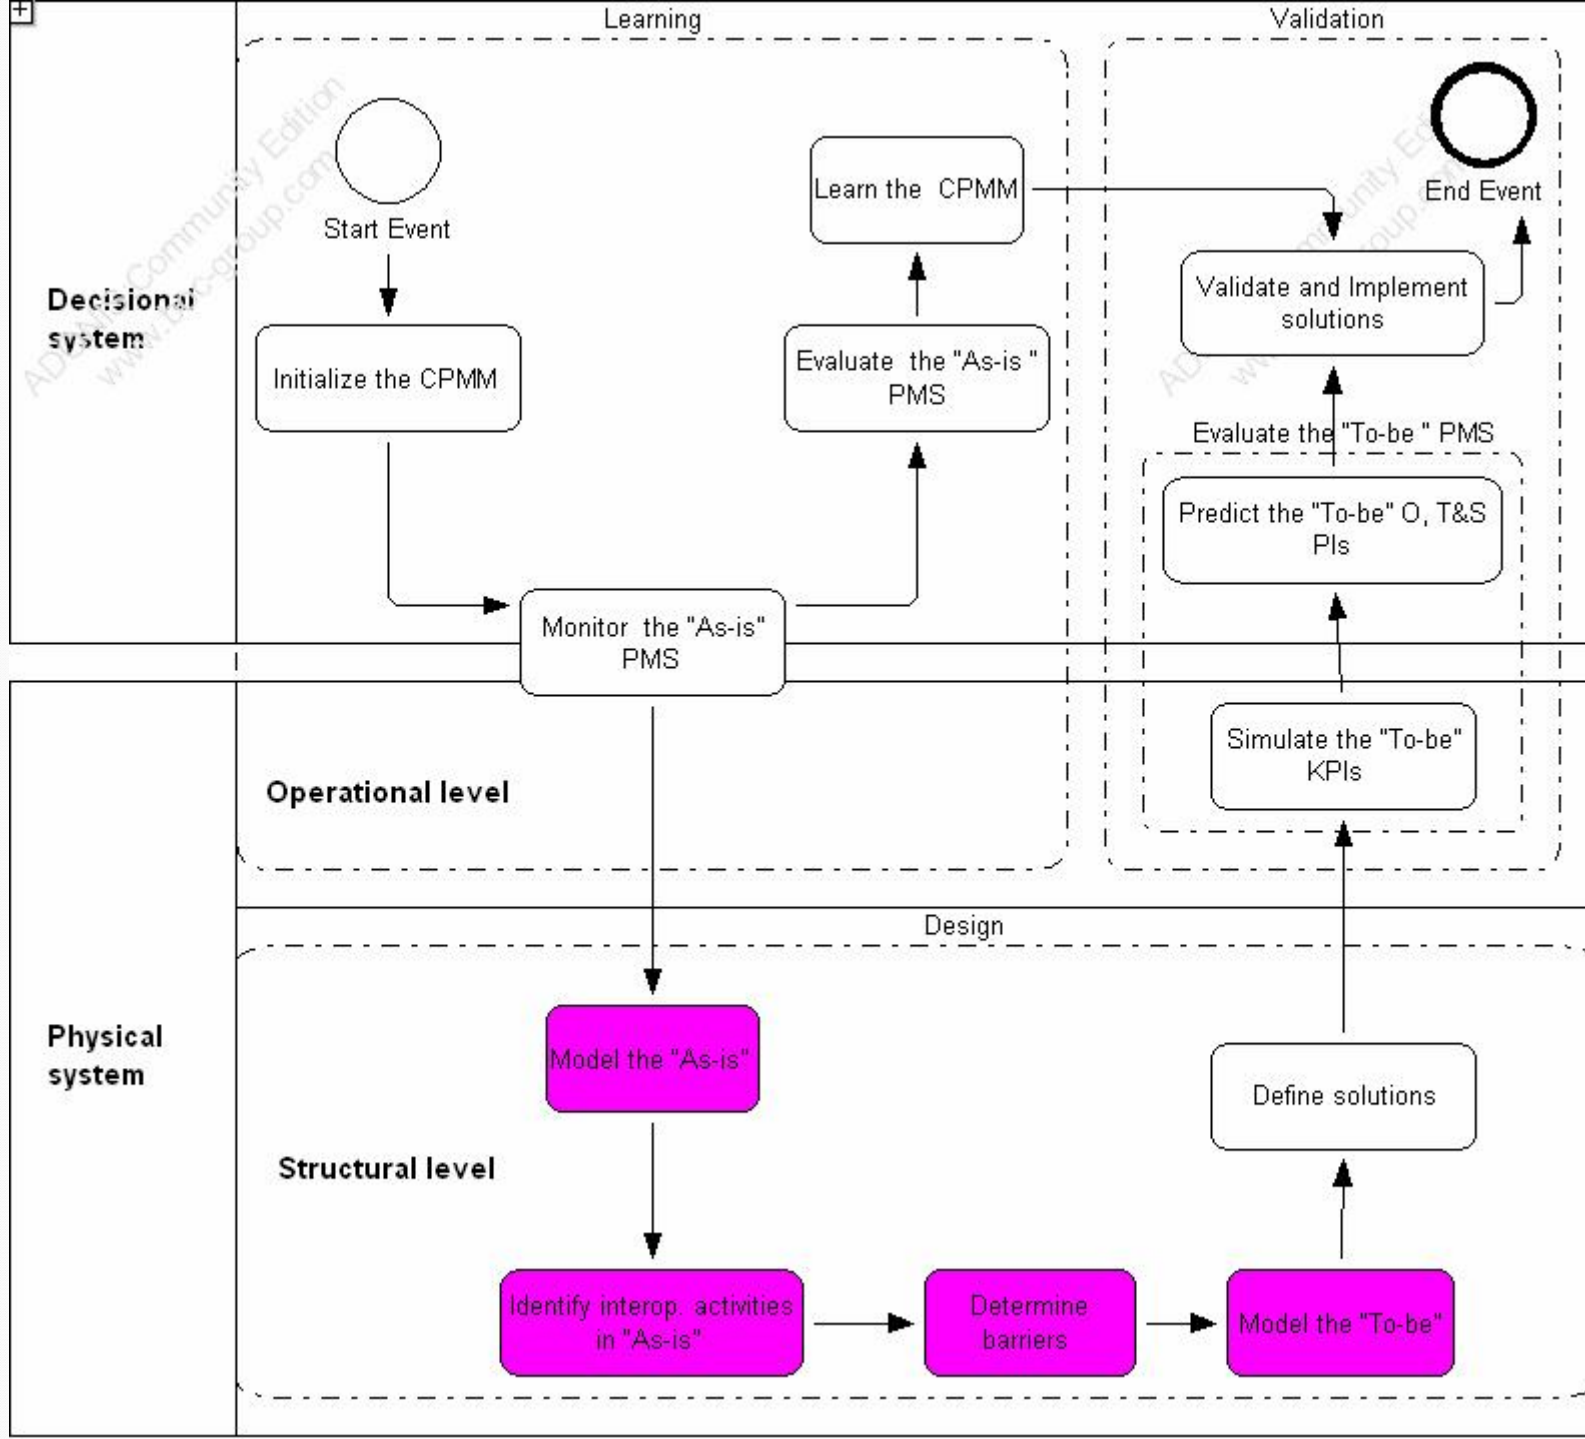 Learning
Validation
Start Event
End Event
Learn the CPMM
Decisional
system
Validate and Implement
solutions
Initialize the CPMM
Evaluate the "As-is "
PMS
Evaluate the "To-be " PMS
Predict the "To-be" O, T&S
PIs
Monitor the "As-is"
PMS
Simulate the "To-be"
KPIs
Operational level
Design
Physical
system
Model the "As-is"
Define solutions
Structural level
Identify interop. activities
in "As-is"
Determine
barriers
Model the "To-be"